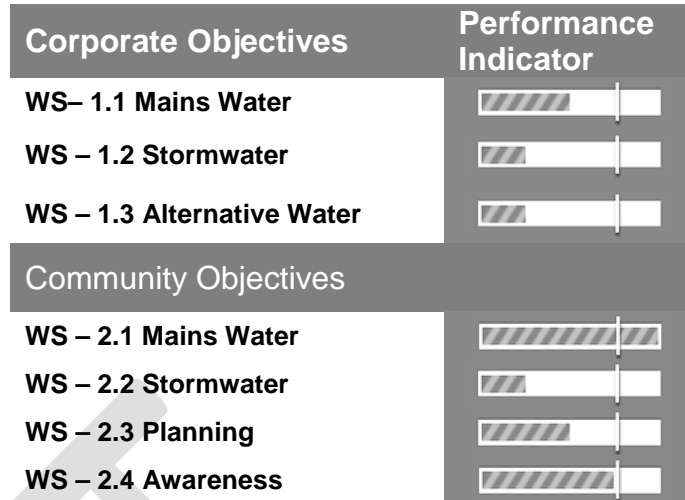 Corporate Objectives
Performance
Indicator
WS– 1.1 Mains Water
WS – 1.2 Stormwater
WS – 1.3 Alternative Water
Community Objectives
WS – 2.1 Mains Water
WS – 2.2 Stormwater
WS – 2.3 Planning
WS – 2.4 Awareness